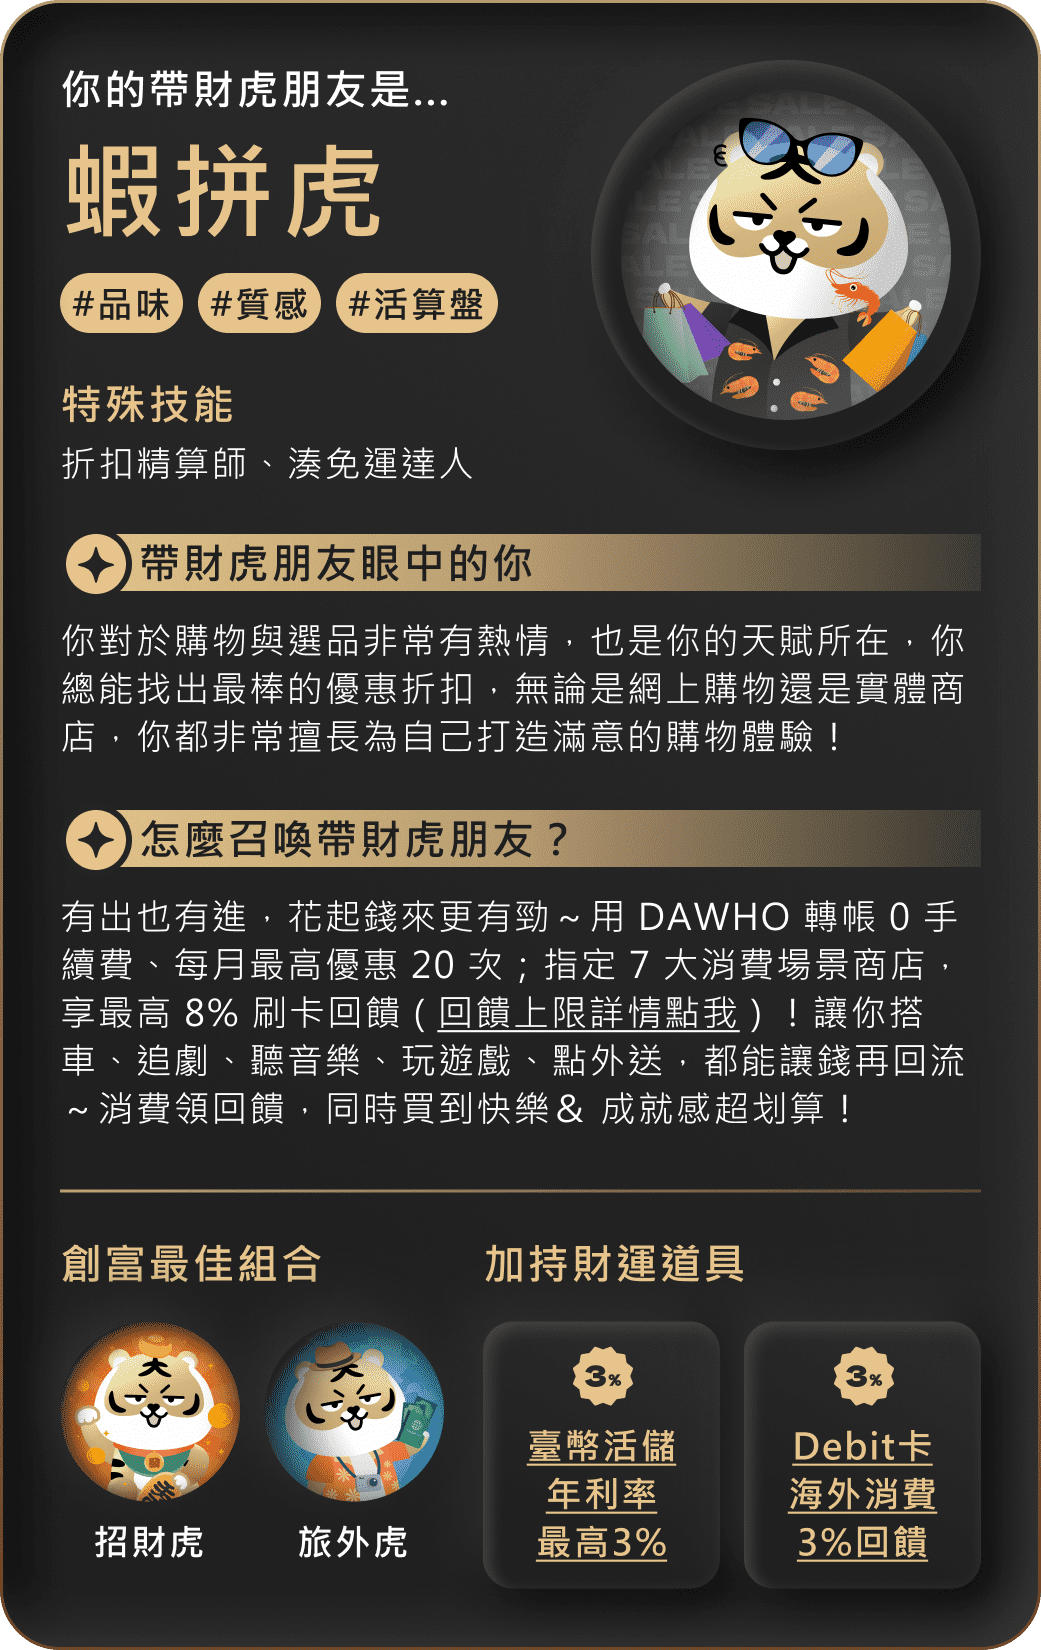 你的帶財虎朋友是...
蝦拼虎
#品味 #質感 #活算盤
特殊技能
折扣精算師、湊免運達人
帶財虎朋友眼中的你
你對於購物與選品非常有熱情，也是你的天賦所在，你
總能找出最棒的優惠折扣，無論是網上購物還是實體商
店，你都非常擅長為自己打造滿意的購物體驗！
怎麼召喚帶財虎朋友？
有出也有進，花起錢來更有勁～用 DAWHO 轉帳 0 手
續費、每月最高優惠 20 次；指定 7 大消費場景商店，
享最高 8% 刷卡回饋（回饋上限詳情點我）！讓你搭
車、追劇、聽音樂、玩遊戲、點外送，都能讓錢再回流
～消費領回饋，同時買到快樂& 成就感超划算！
創富最佳組合
招財虎
旅外虎
加持財運道具
3%
臺幣活儲
年利率
最高3%
3%
Debit卡
海外消費
3%回饋